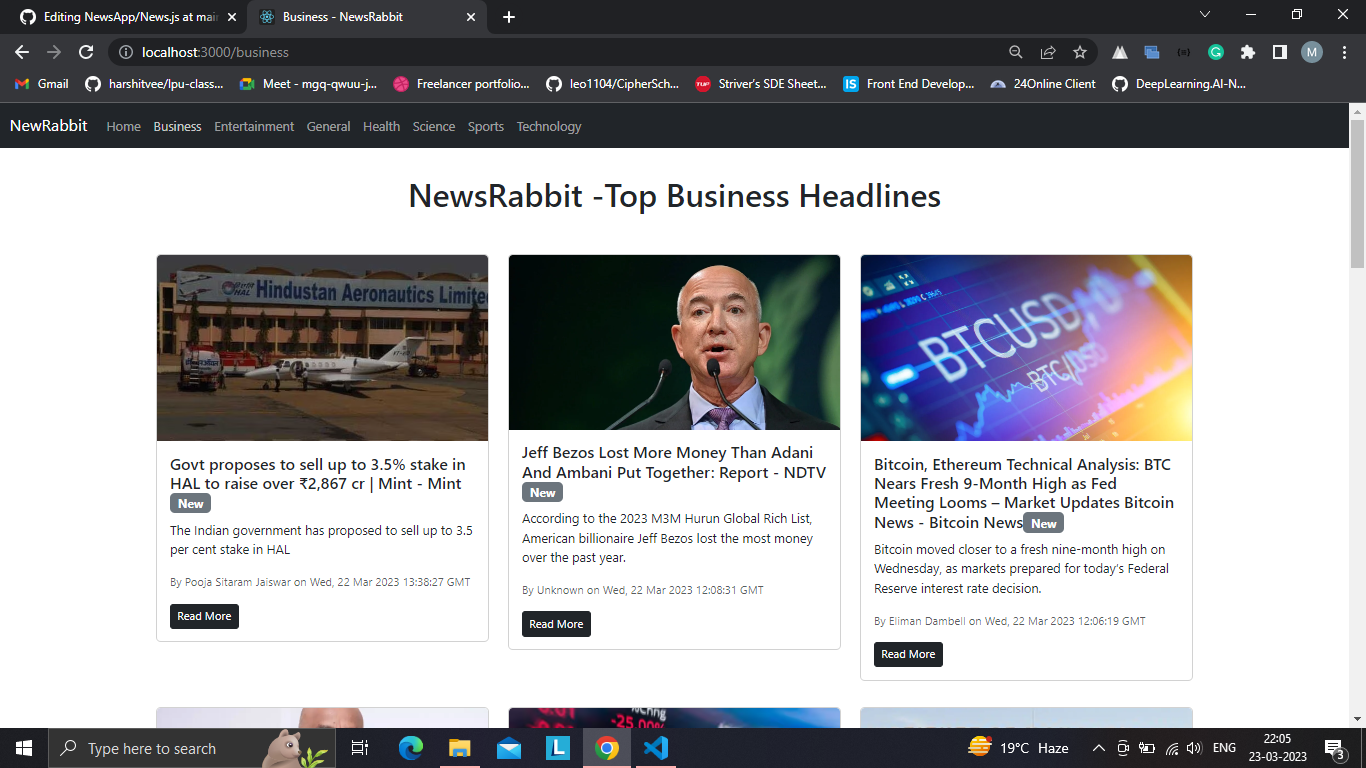 Editing NewsApp/News.js at mai
Business - NewsRabbit
localhost:3000/business
Gmail
harshitvee/lpu-class...
Meet - mgq-qwuu-j...
Freelancer portfolio...
leo1104/CipherSch...
TUF
Striver's SDE Sheet...
IS
Front End Develop...
24Online Client
DeepLearning.AI-N...
G
M
NewRabbit
Home
Business
Entertainment
General
Health
Science
Sports
Technology
NewsRabbit -Top Business Headlines
HAL Hindustan Aeronautics Limite
Govt proposes to sell up to 3.5% stake in
HAL to raise over ₹2,867 cr | Mint - Mint
New
The Indian government has proposed to sell up to 3.5
per cent stake in HAL
By Pooja Sitaram Jaiswar on Wed, 22 Mar 2023 13:38:27 GMT
Read More
Jeff Bezos Lost More Money Than Adani
And Ambani Put Together: Report - NDTV
New
According to the 2023 M3M Hurun Global Rich List,
American billionaire Jeff Bezos lost the most money
over the past year.
By Unknown on Wed, 22 Mar 2023 12:08:31 GMT
Read More
BTCUSD,
BTC/USD
Bitcoin, Ethereum Technical Analysis: BTC
Nears Fresh 9-Month High as Fed
Meeting Looms – Market Updates Bitcoin
News - Bitcoin News New
Bitcoin moved closer to a fresh nine-month high on
Wednesday, as markets prepared for today's Federal
Reserve interest rate decision.
By Eliman Dambell on Wed, 22 Mar 2023 12:06:19 GMT
Read More
%Chng
-25.00%
Type here to search
L
19°C Haze
ENG
22:05
23-03-2023
3